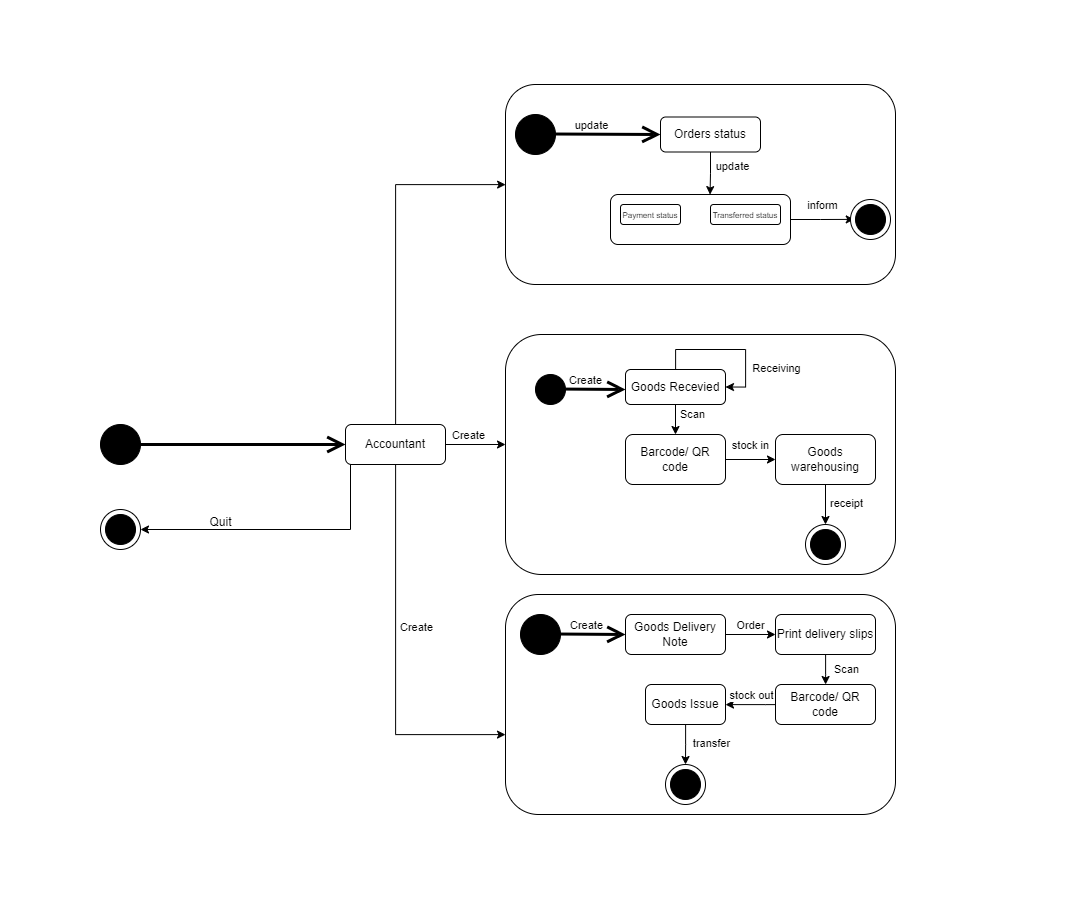 update
Orders status
update
Payment status
Transferred status
inform
Create
Goods Recevied
Receiving
Scan
Barcode/ QR
code
stock in
Goods
warehousing
receipt
Accountant
Create
Quit
Create
Create
Goods Delivery
Note
Order
Print delivery slips
Scan
Barcode/ QR
code
stock out
Goods Issue
transfer